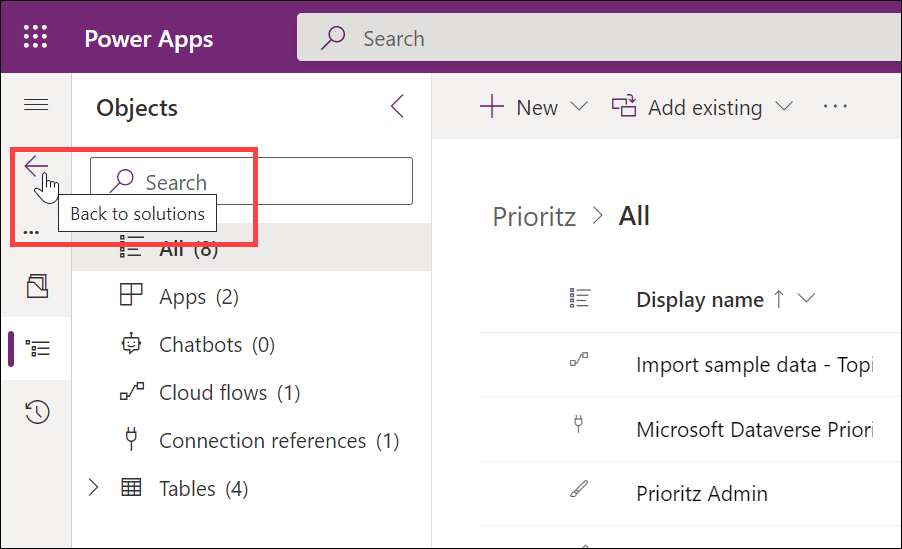 Power Apps
Search
Objects
New
Add existing
...
Search
Back to solutions
...
Prioritz > All
All (8)
Apps (2)
Display name ↑
Chatbots (0)
Import sample data - Topi
Cloud flows (1)
Microsoft Dataverse Priori
Connection references (1)
Tables (4)
Prioritz Admin